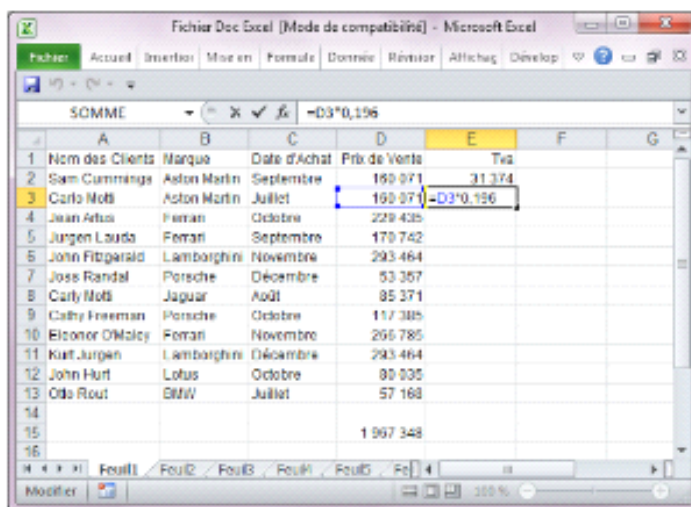 Fichier Doc Excel [Mode de compatibilité] - Microsoft Excel
Fichier Accueil Insertion Mise en Formule Donnée Révision Affichag Dévelop
SOMME =D3*0,196
A B C D E F G
1 Nom des Clients Marque Date d'Achat Prix de Vente Tva
2 Sam Cummings Aston Martin Septembre 160 071 31 374
3 Carlo Motti Aston Martin Juillet 160 071 =D3*0,196
4 Jean Artus Ferrari Octobre 229 435
5 Jurgen Lauda Ferrari Septembre 170 742
6 John Fitzgerald Lamborghini Novembre 293 464
7 Joss Randal Porsche Décembre 53 357
8 Carly Motti Jaguar Août 85 371
9 Cathy Freeman Porsche Octobre 117 385
10 Eleonor O'Maley Ferrari Novembre 266 785
11 Kurt Jurgen Lamborghini Décembre 293 464
12 John Hurt Lotus Octobre 80 035
13 Otto Rout BMW Juillet 57 168
14
15 1 967 348
16
Feuil1 Feuil2 Feuil3 Feuil4 Feuil5 Fe
Modifier 100 %